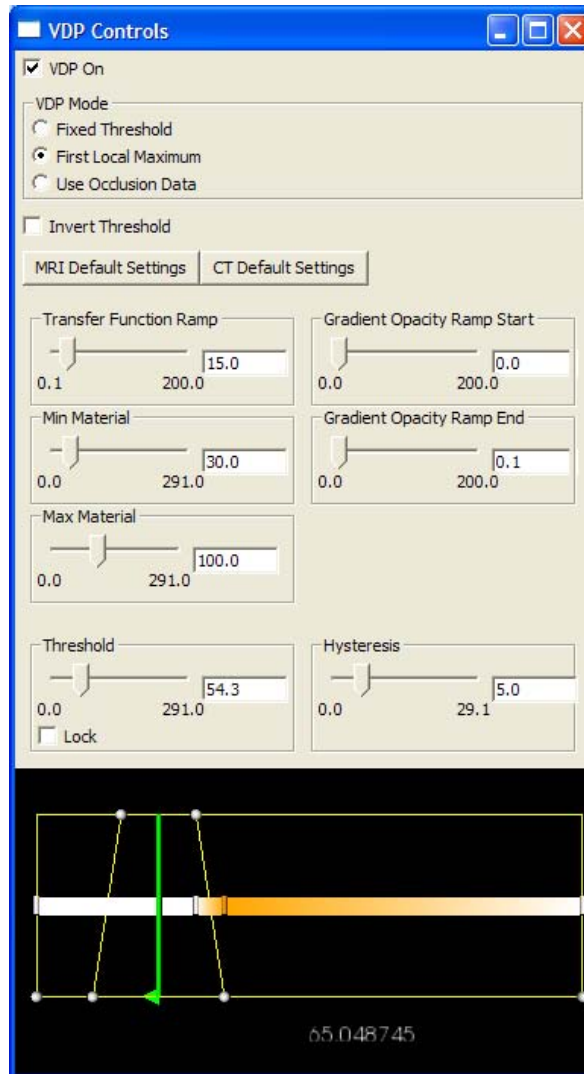 VDP Controls
VDP On
VDP Mode
Fixed Threshold
First Local Maximum
Use Occlusion Data
Invert Threshold
MRI Default Settings CT Default Settings
Transfer Function Ramp
15.0
0.1 200.0
Gradient Opacity Ramp Start
0.0
0.0 200.0
Min Material
30.0
0.0 291.0
Gradient Opacity Ramp End
0.1
0.0 200.0
Max Material
100.0
0.0 291.0
Threshold
54.3
0.0 291.0
Lock
Hysteresis
5.0
0.0 29.1
65.048745